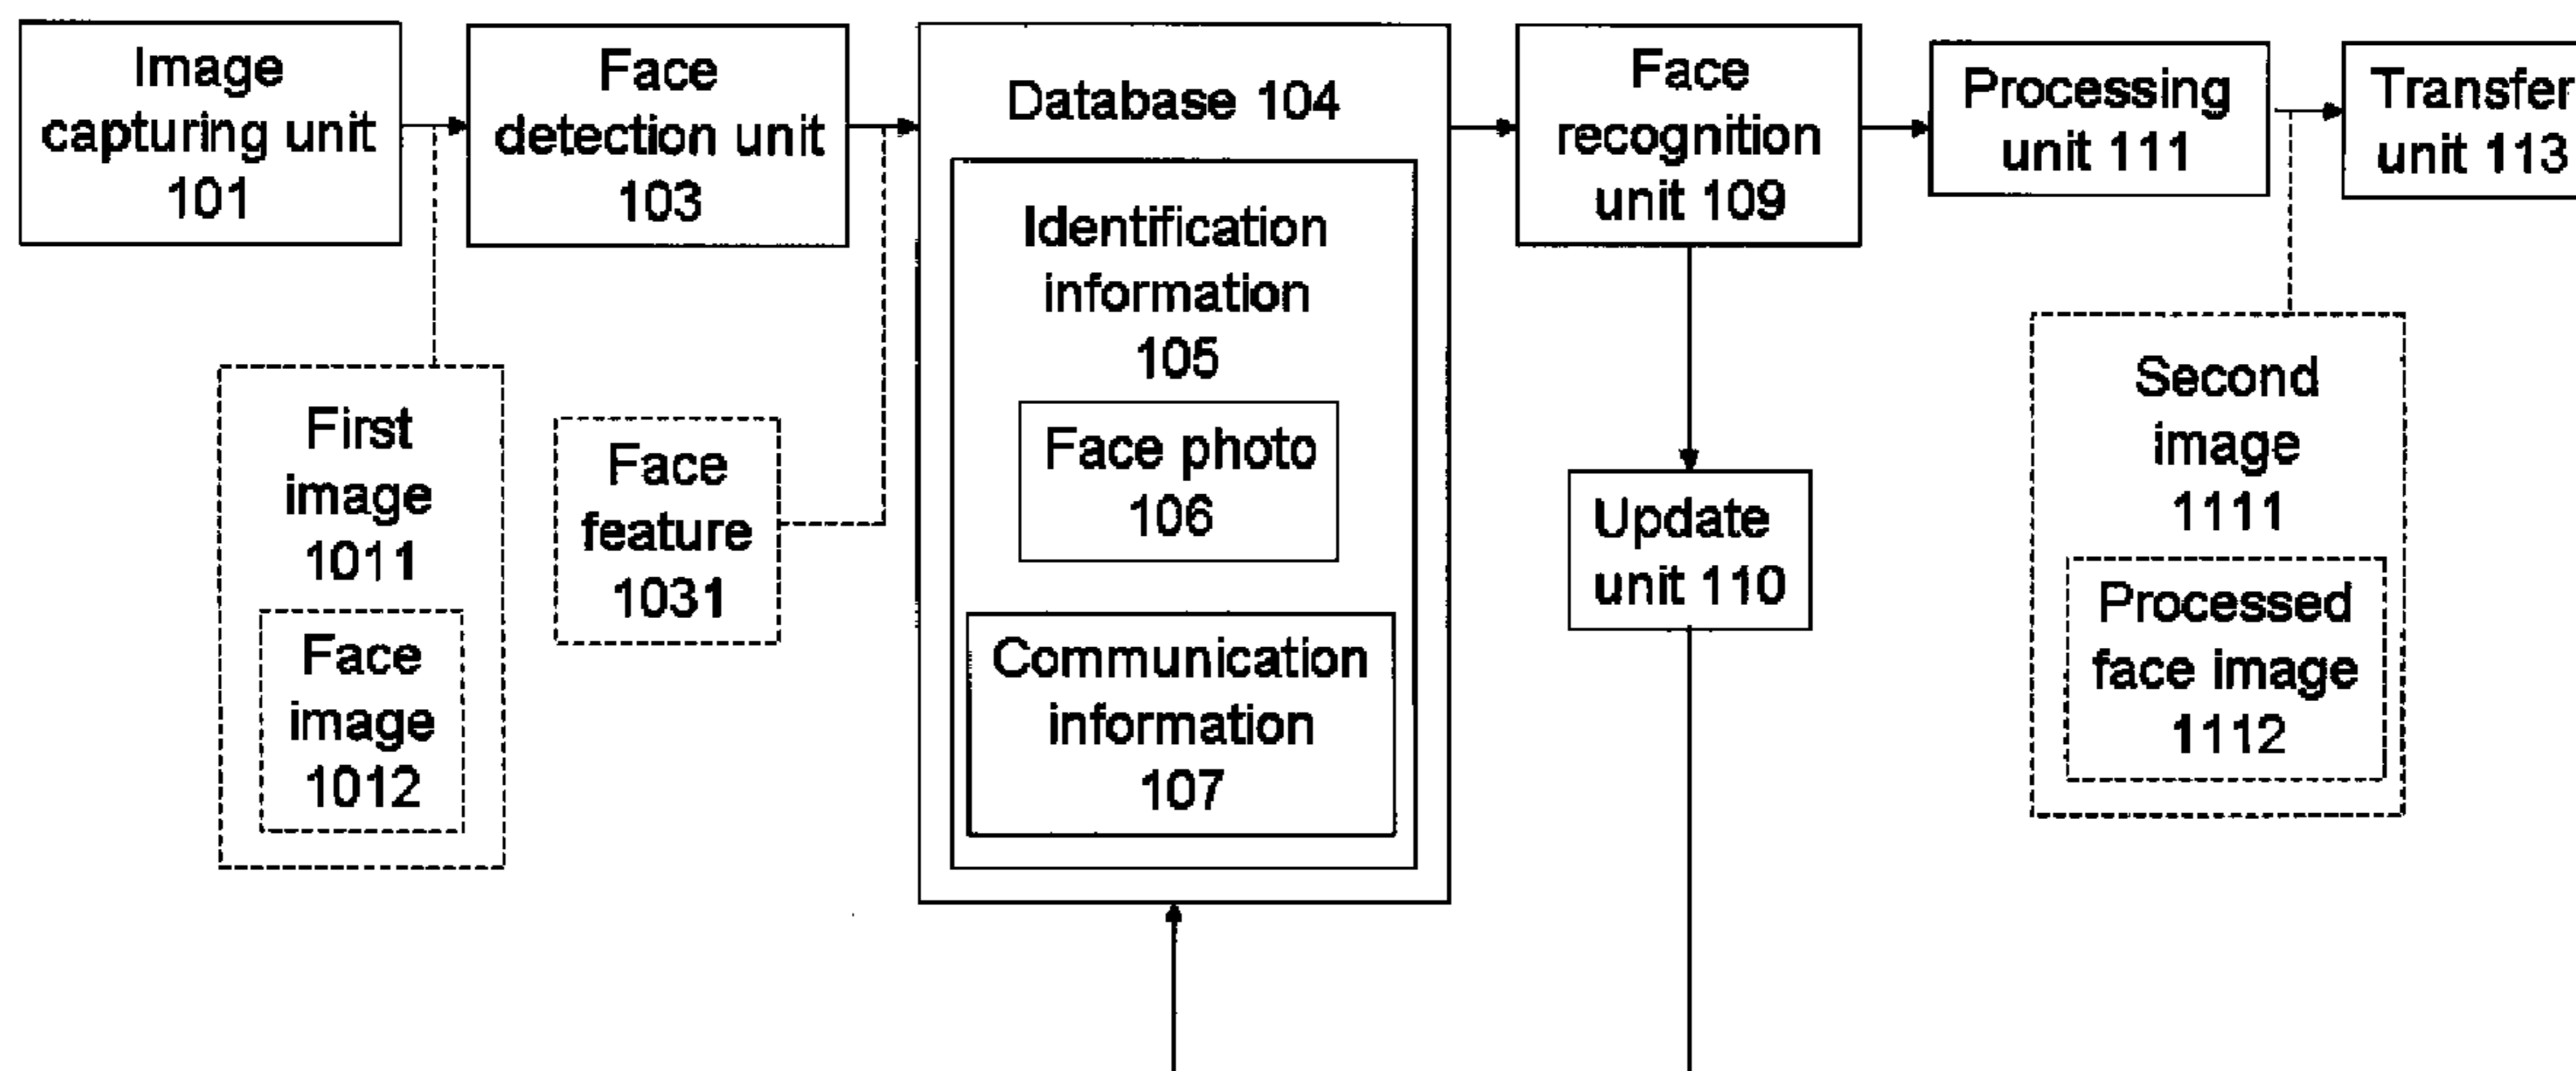 Image
capturing unit
101
Face
detection unit
103
Database 104
Identification
information
105
Face photo
106
Communication
information
107
Face
recognition
unit 109
Processing
unit 111
Transfer
unit 113
First
image
1011
Face
image
1012
Face
feature
1031
Update
unit 110
Second
image
1111
Processed
face image
1112